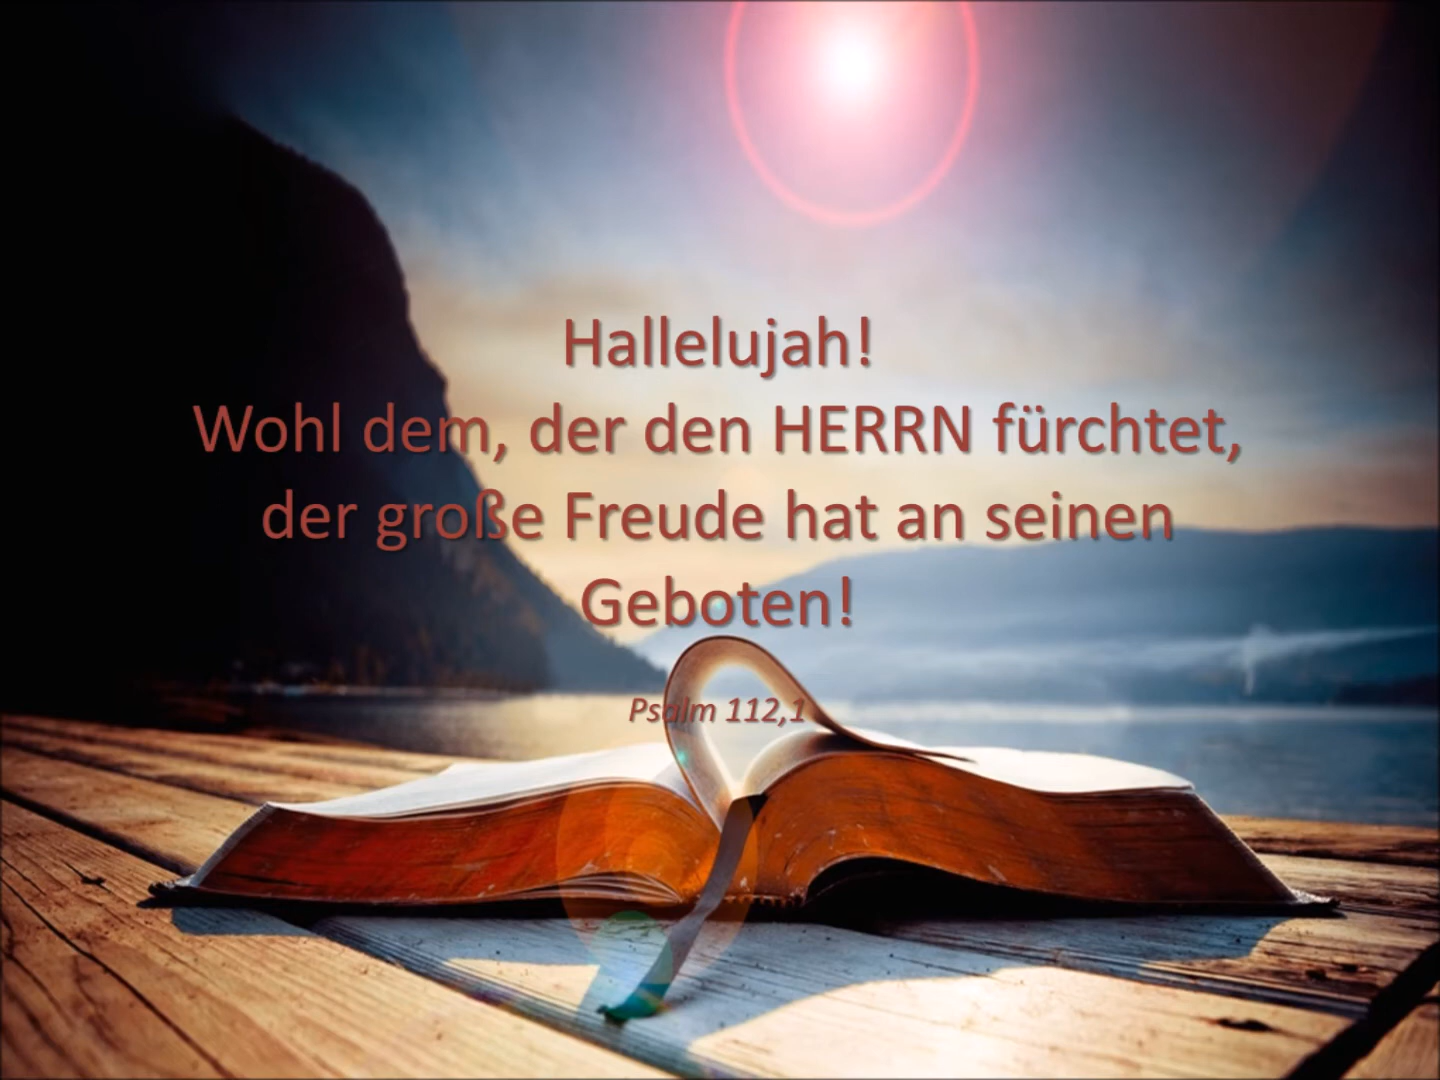 Hallelujah!
Wohl dem, der den HERRN fürchtet,
der große Freude hat an seinen
Geboten!
Psalm 112,1